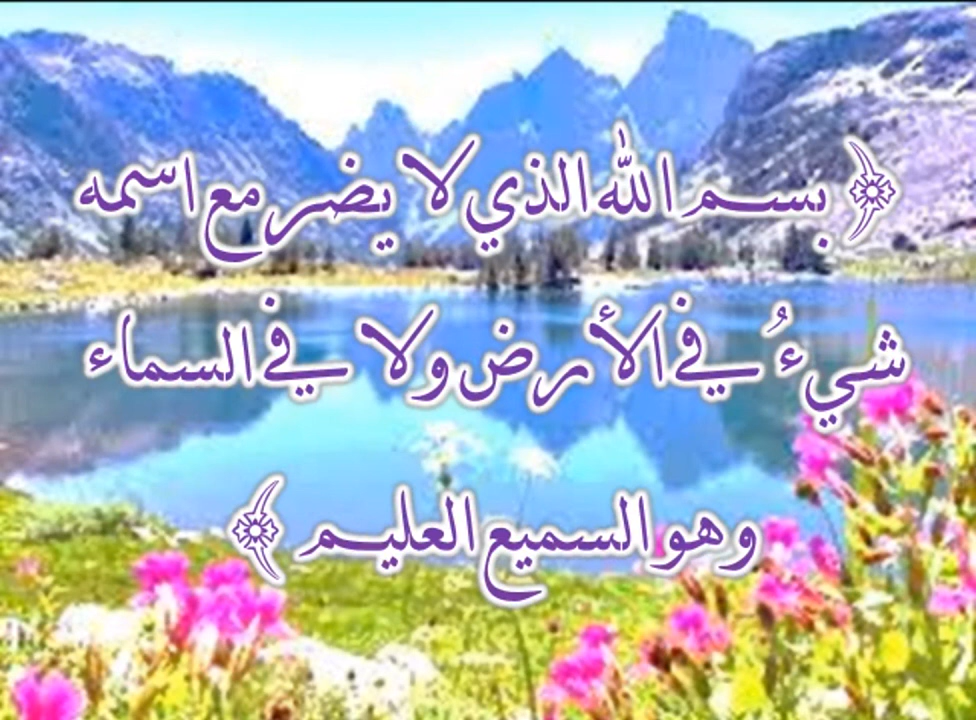 ﴿ بسم الله الذي لا يضر مع اسمه
شيءُ في الأرض ولا في السماء
وهو السميع العليم ﴾